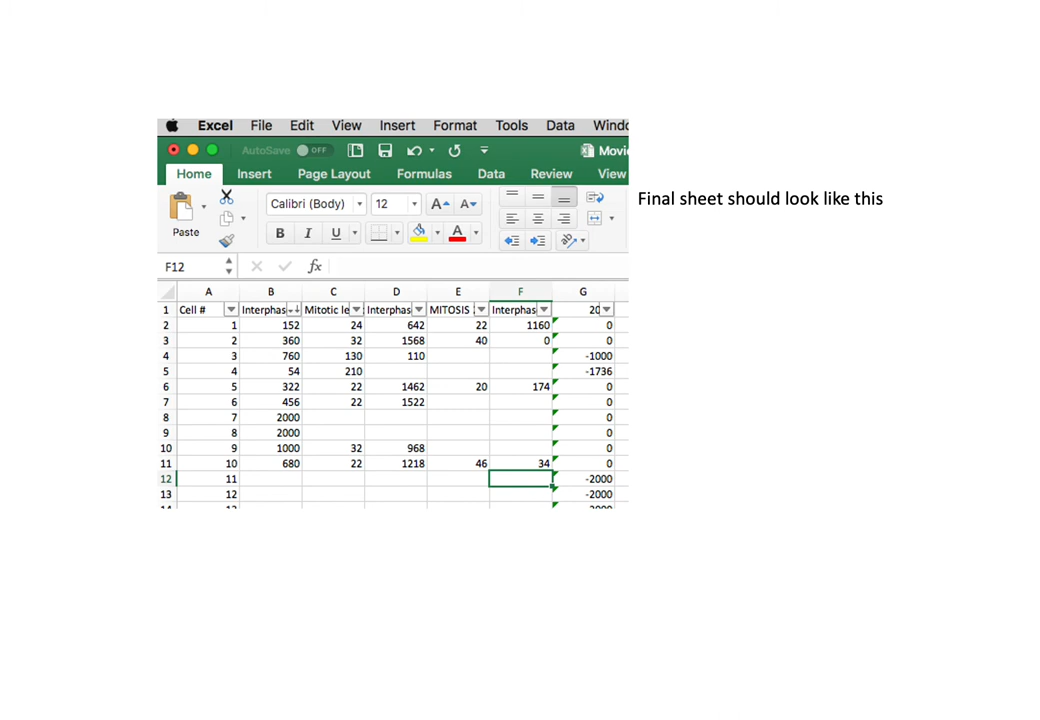 Excel File Edit View Insert Format Tools Data
AutoSave OFF
Home Insert Page Layout Formulas Data Review View
Final sheet should look like this
Paste Calibri (Body) 12 A A
B I U A
F12 fx
A B C D E F G
1 Cell # Interphas Mitotic le Interphas MITOSIS Interphas 20
2 1 152 24 642 22 1160 0
3 2 360 32 1568 40 0 0
4 3 760 130 110 -1000
5 4 54 210 -1736
6 5 322 22 1462 20 174 0
7 6 456 22 1522 0
8 7 2000 0
9 8 2000 0
10 9 1000 32 968 0
11 10 680 22 1218 46 34 0
12 11 -2000
13 12 -2000